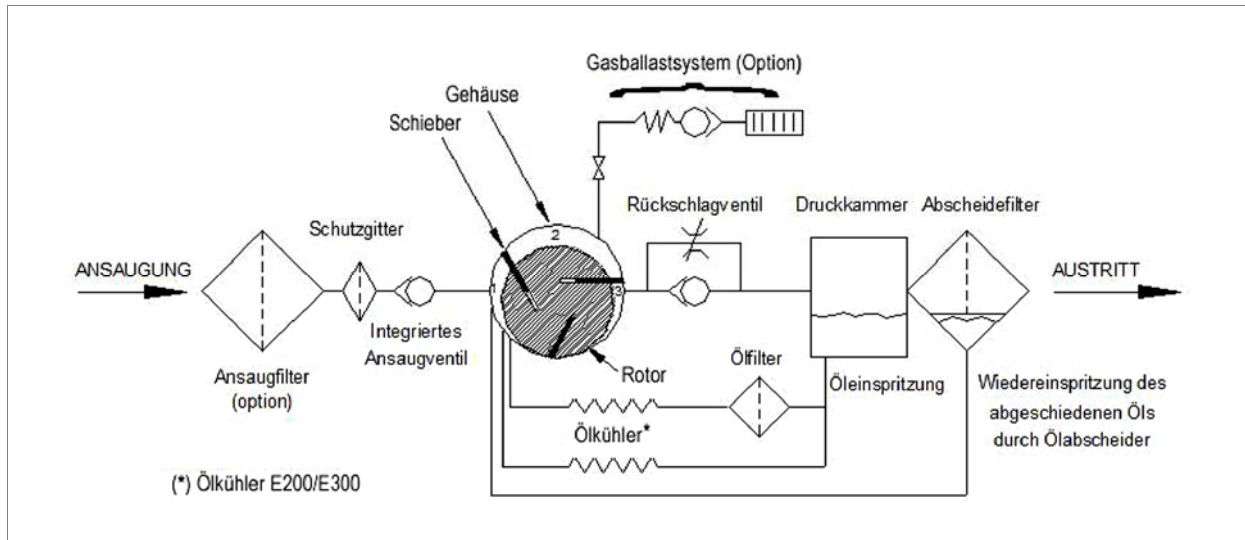 Gasballastsystem (Option)
Gehäuse
Schieber
Rückschlagventil
Druckkammer
Abscheidefilter
Schutzgitter
2
ANSAUGUNG
AUSTRITT
1
3
Integriertes
Ansaugventil
Ölfilter
Rotor
Ansaugfilter
(option)
Öleinspritzung
Wiedereinspritzung des
abgeschiedenen Öls
durch Ölabscheider
Ölkühler*
(*) Ölkühler E200/E300